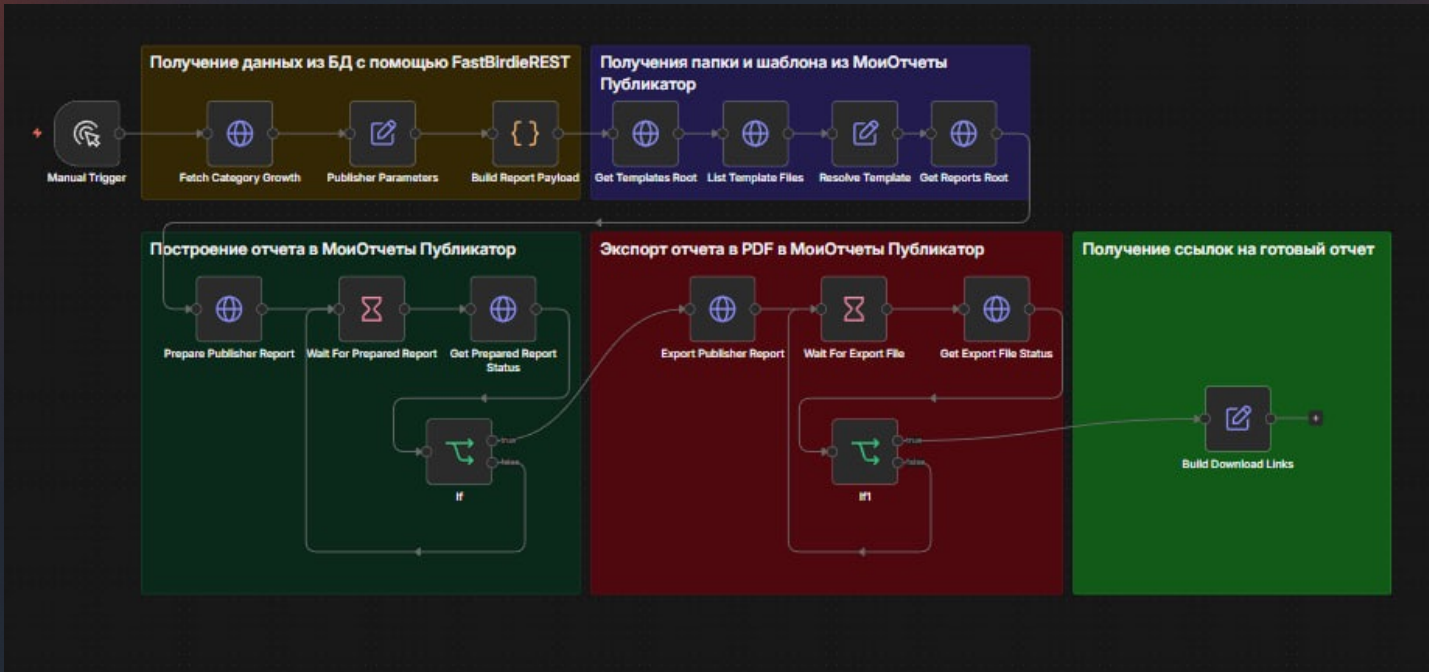 Получение данных из БД с помощью FastBirdieREST
Получения папки и шаблона из МоиОтчеты
Публикатор
Manual Trigger
Fetch Category Growth
Publisher Parameters
Build Report Payload
Get Templates Root
List Template Files
Resolve Template
Get Reports Root
Построение отчета в МоиОтчеты Публикатор
Экспорт отчета в PDF в МоиОтчеты Публикатор
Получение ссылок на готовый отчет
Prepare Publisher Report
Wait For Prepared Report
Get Prepared Report
Status
Export Publisher Report
Wait For Export File
Get Export File Status
true
false
If
true
false
If1
Build Download Links